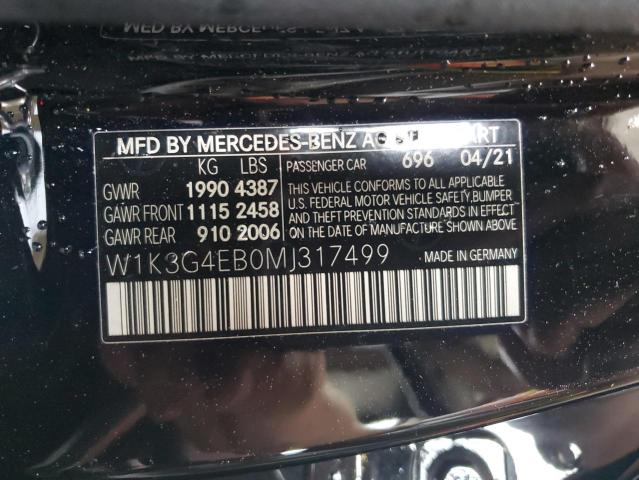 MFD BY MERCEDES-BENZ AG STUTTGART
KG LBS
PASSENGER CAR 696 04/21
GVWR 1990 4387
GAWR FRONT 1115 2458
GAWR REAR 910 2006
THIS VEHICLE CONFORMS TO ALL APPLICABLE
U.S. FEDERAL MOTOR VEHICLE SAFETY, BUMPER
AND THEFT PREVENTION STANDARDS IN EFFECT
ON THE DATE OF MANUFACTURE SHOWN ABOVE.
W1K3G4EB0MJ317499
MADE IN GERMANY